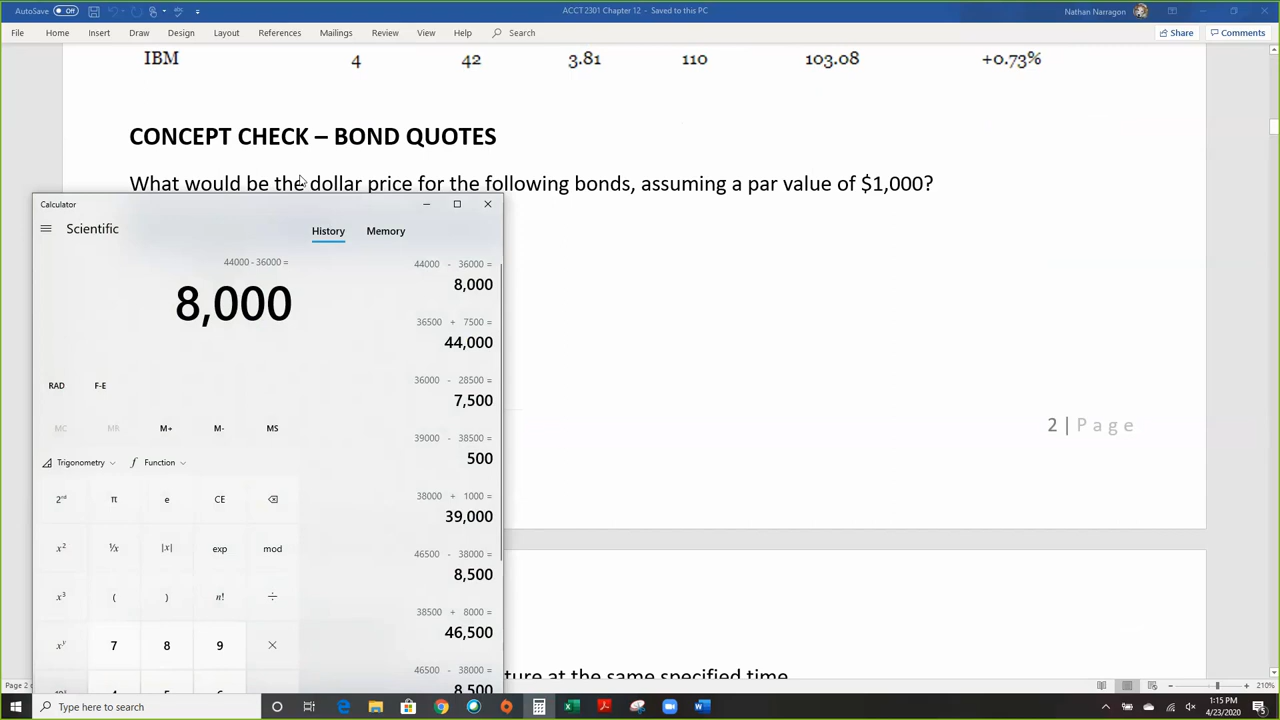 AutoSave Off
ACCT 2301 Chapter 12 - Saved to this PC
Nathan Narragon
File Home Insert Draw Design Layout References Mailings Review View Help Search
Share Comments
IBM 4 42 3.81 110 103.08 +0.73%
CONCEPT CHECK – BOND QUOTES
What would be the dollar price for the following bonds, assuming a par value of $1,000?
Calculator
Scientific
History Memory
44000 - 36000 =
8,000
RAD F-E
MC MR M+ M- MS
Trigonometry Function
2nd π e CE
x² ⅟x |x| exp mod
x³ ( ) n! ÷
xʸ 7 8 9 ×
44000 - 36000 =
8,000
36500 + 7500 =
44,000
36000 - 28500 =
7,500
39000 - 38500 =
500
38000 + 1000 =
39,000
46500 - 38000 =
8,500
38500 + 8000 =
46,500
46500 - 38000 =
8,500
2 | Page
ture at the same specified time
Page 2 o
210%
Type here to search
1:15 PM
4/23/2020